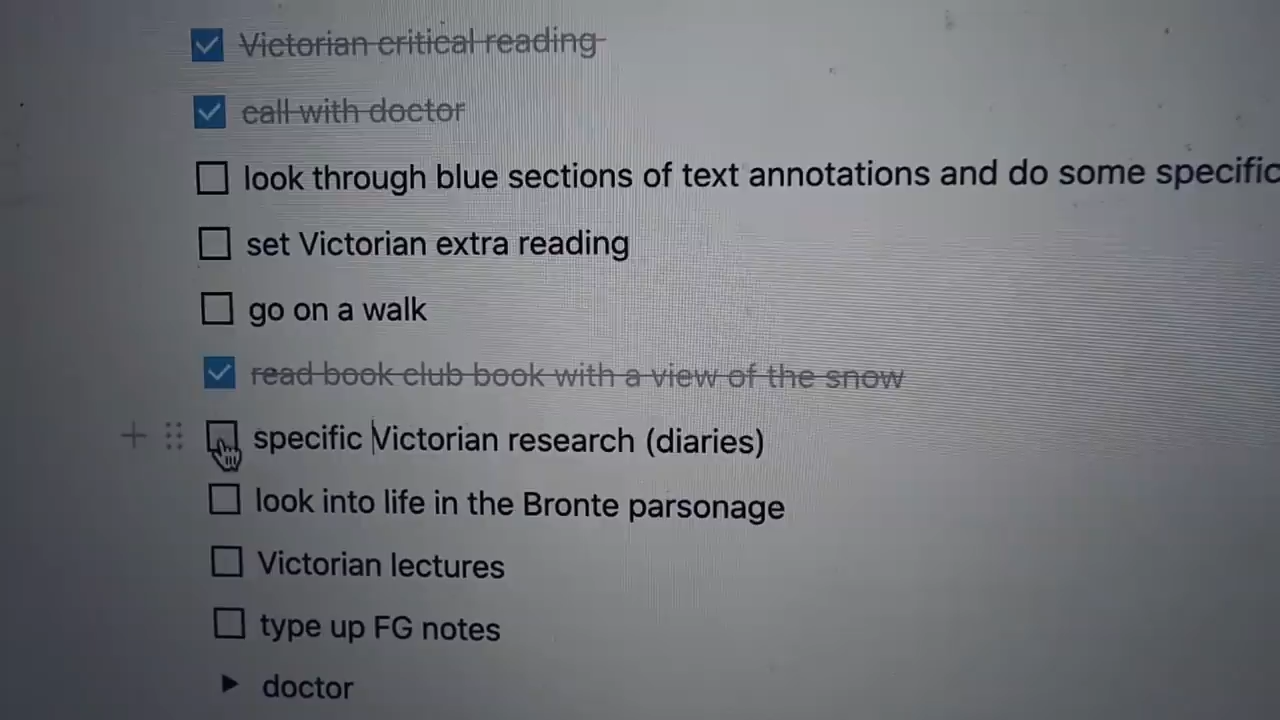 Victorian critical reading
call with doctor
look through blue sections of text annotations and do some specific
set Victorian extra reading
go on a walk
read book club book with a view of the snow
specific Victorian research (diaries)
look into life in the Bronte parsonage
Victorian lectures
type up FG notes
doctor